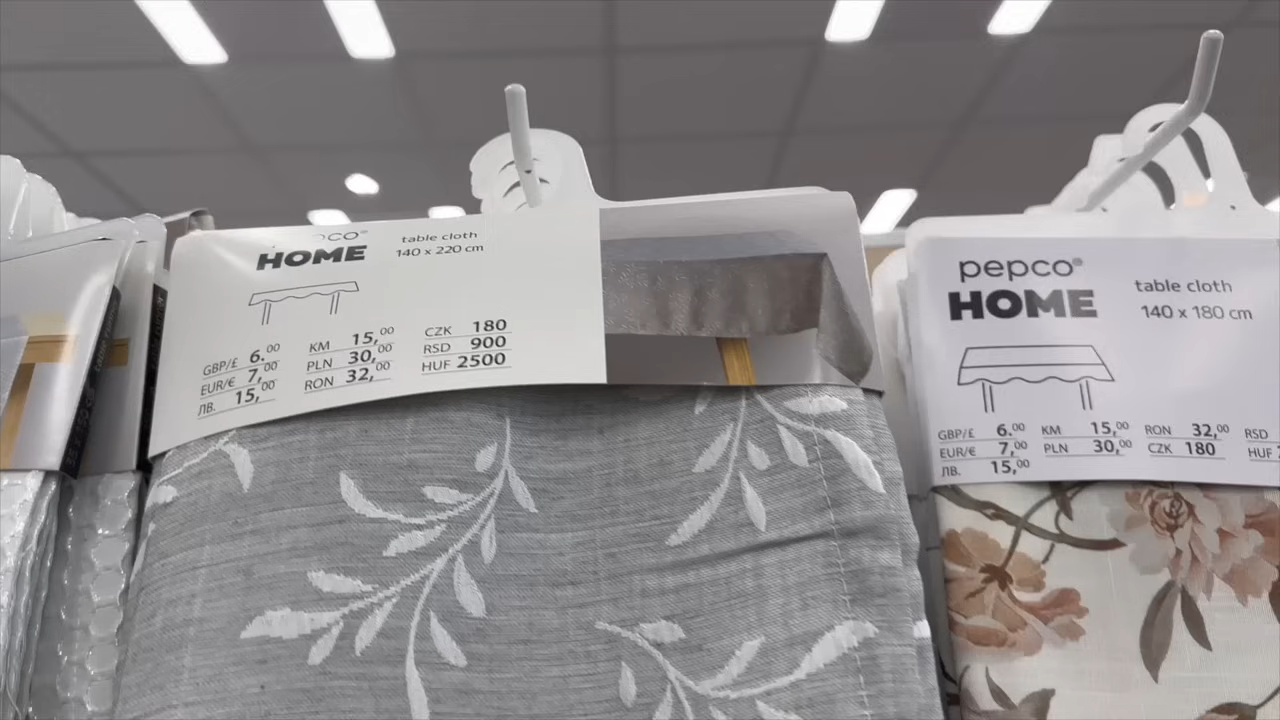 HOME
table cloth
140 x 220 cm
GBP/£ 6.00
EUR/€ 7,00
ЛВ. 15,00
KM 15,00
PLN 30,00
RON 32,00
CZK 180
RSD 900
HUF 2500
pepco®
HOME
table cloth
140 x 180 cm
GBP/£ 6.00
EUR/€ 7,00
ЛВ. 15,00
KM 15,00
PLN 30,00
RON 32,00
CZK 180
RSD
HUF